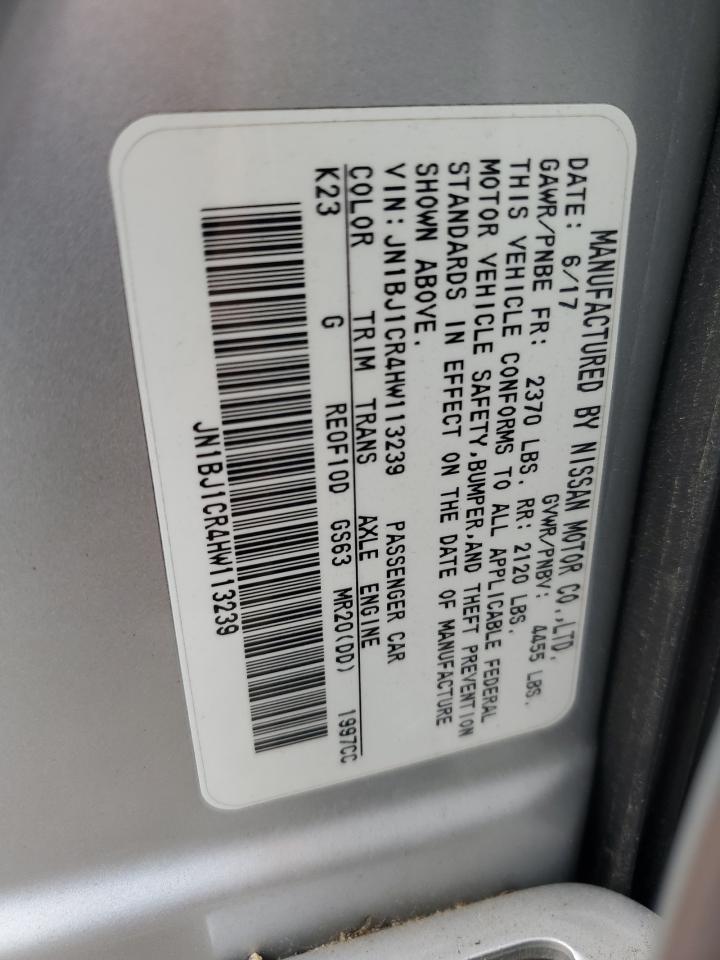 MANUFACTURED BY NISSAN MOTOR CO.,LTD.
DATE: 6/17 GVWR/PNBV: 4455 LBS.
GAWR/PNBE FR: 2370 LBS. RR: 2120 LBS.
THIS VEHICLE CONFORMS TO ALL APPLICABLE FEDERAL
MOTOR VEHICLE SAFETY,BUMPER,AND THEFT PREVENTION
STANDARDS IN EFFECT ON THE DATE OF MANUFACTURE
SHOWN ABOVE.
VIN: JN1BJ1CR4HW113239 PASSENGER CAR
COLOR TRIM TRANS AXLE ENGINE
K23 G RE0F10D GS63 MR20(DD) 1997CC
JN1BJ1CR4HW113239